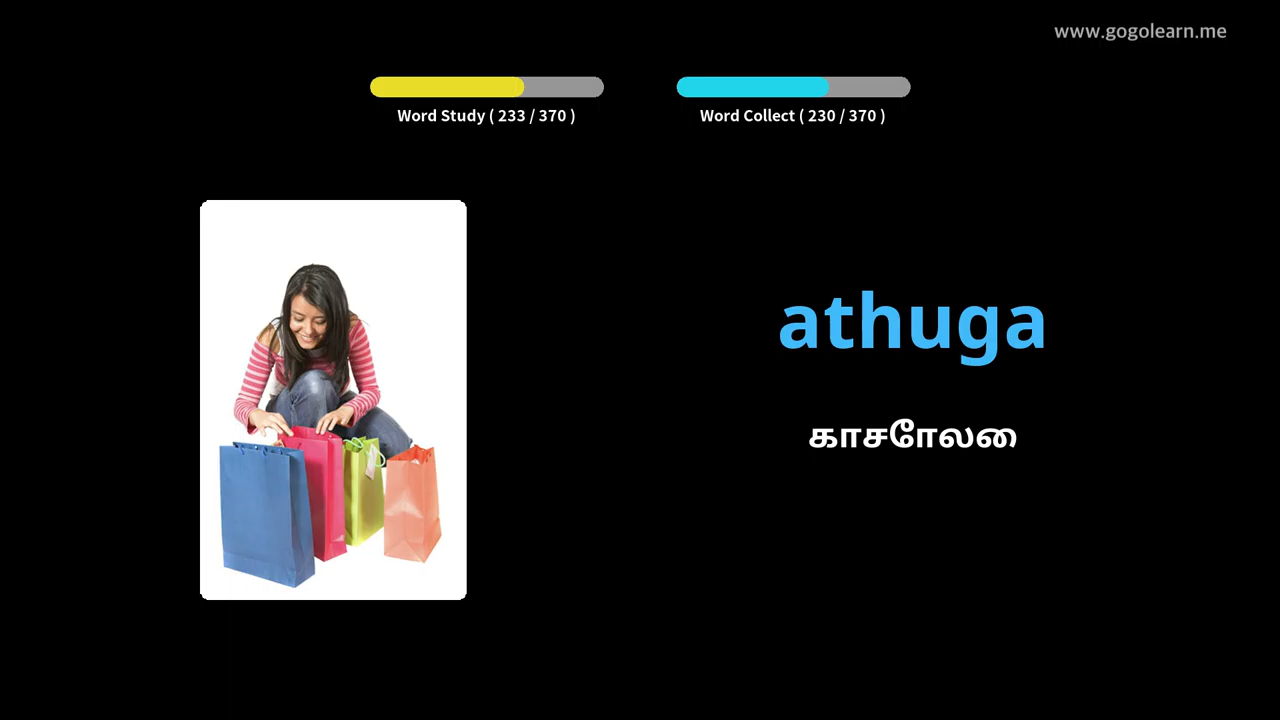 www.gogolearn.me
Word Study ( 233 / 370 )
Word Collect ( 230 / 370 )
athuga
காசோலை